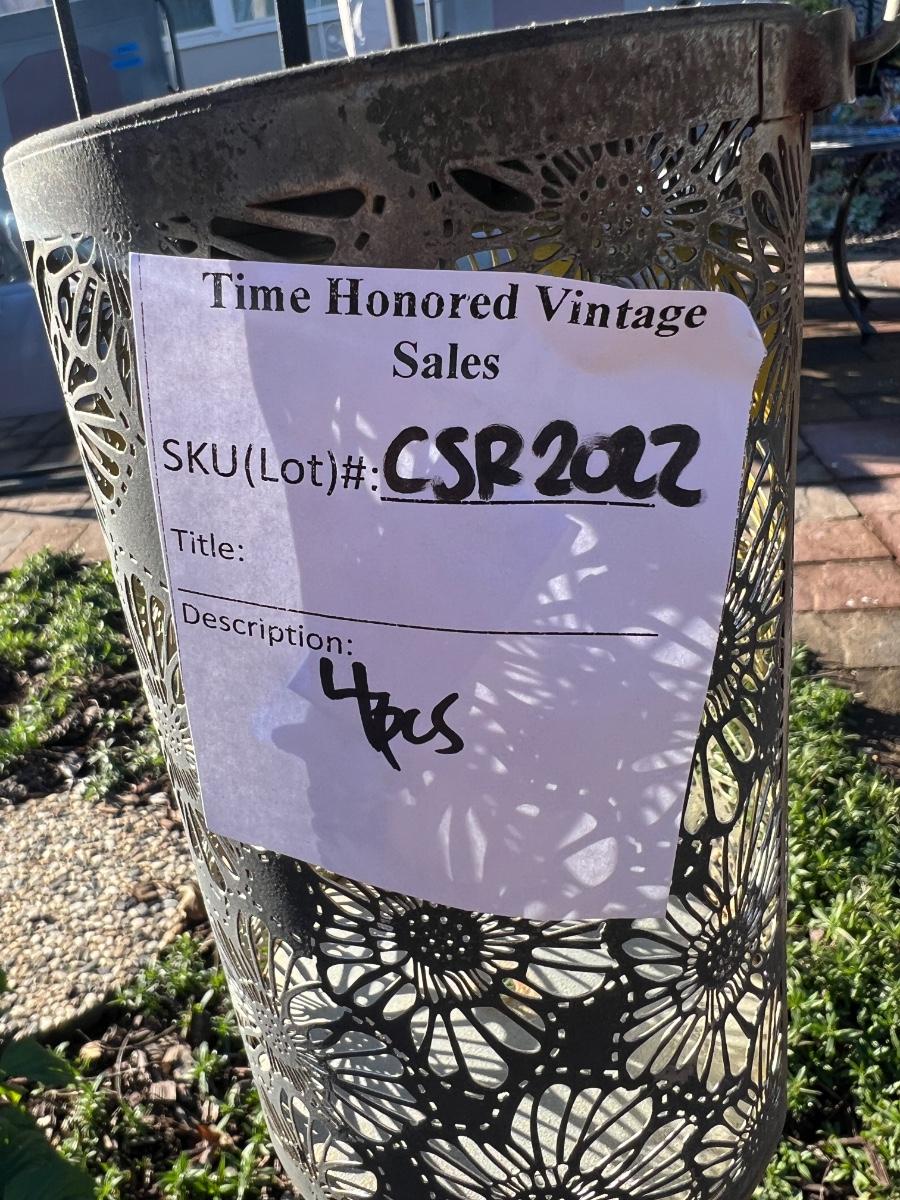 Time Honored Vintage
Sales
SKU(Lot)#: CSR2022
Title:
Description:
4pcs